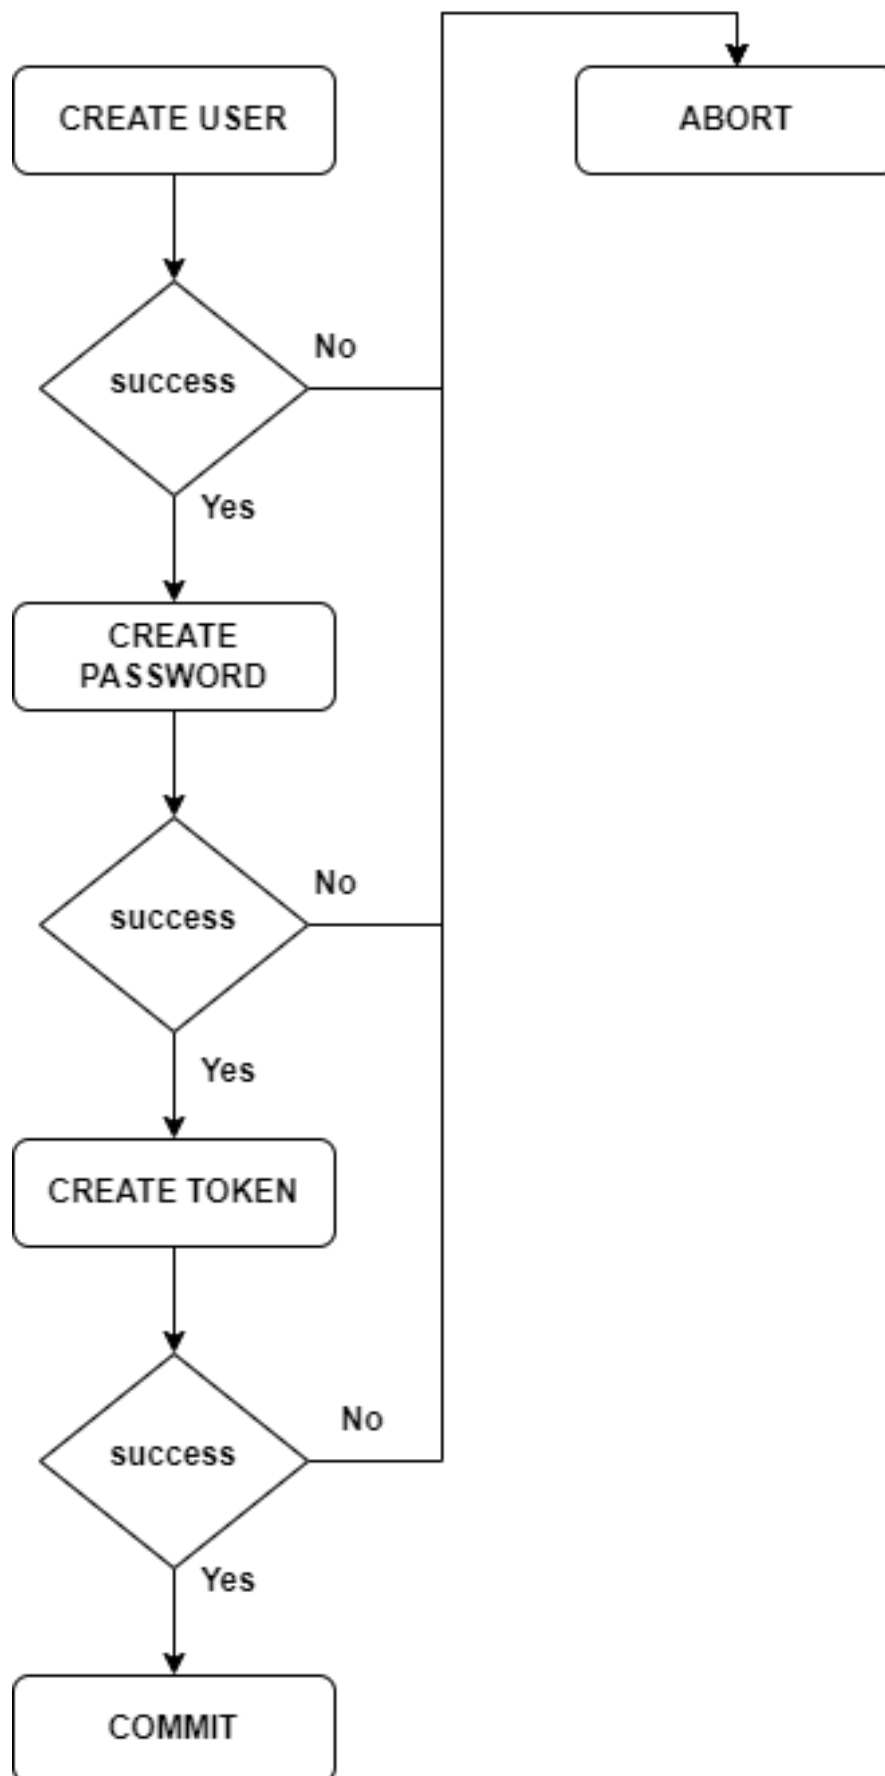 CREATE USER
ABORT
No
success
Yes
CREATE
PASSWORD
No
success
Yes
CREATE TOKEN
No
success
Yes
COMMIT